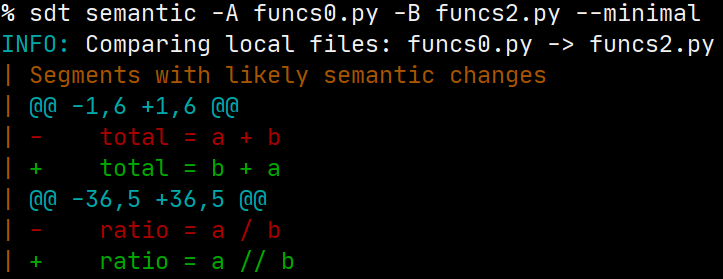 % sdt semantic -A funcs0.py -B funcs2.py --minimal
INFO: Comparing local files: funcs0.py -> funcs2.py
| Segments with likely semantic changes
| @@ -1,6 +1,6 @@
| -    total = a + b
| +    total = b + a
| @@ -36,5 +36,5 @@
| -    ratio = a / b
| +    ratio = a // b